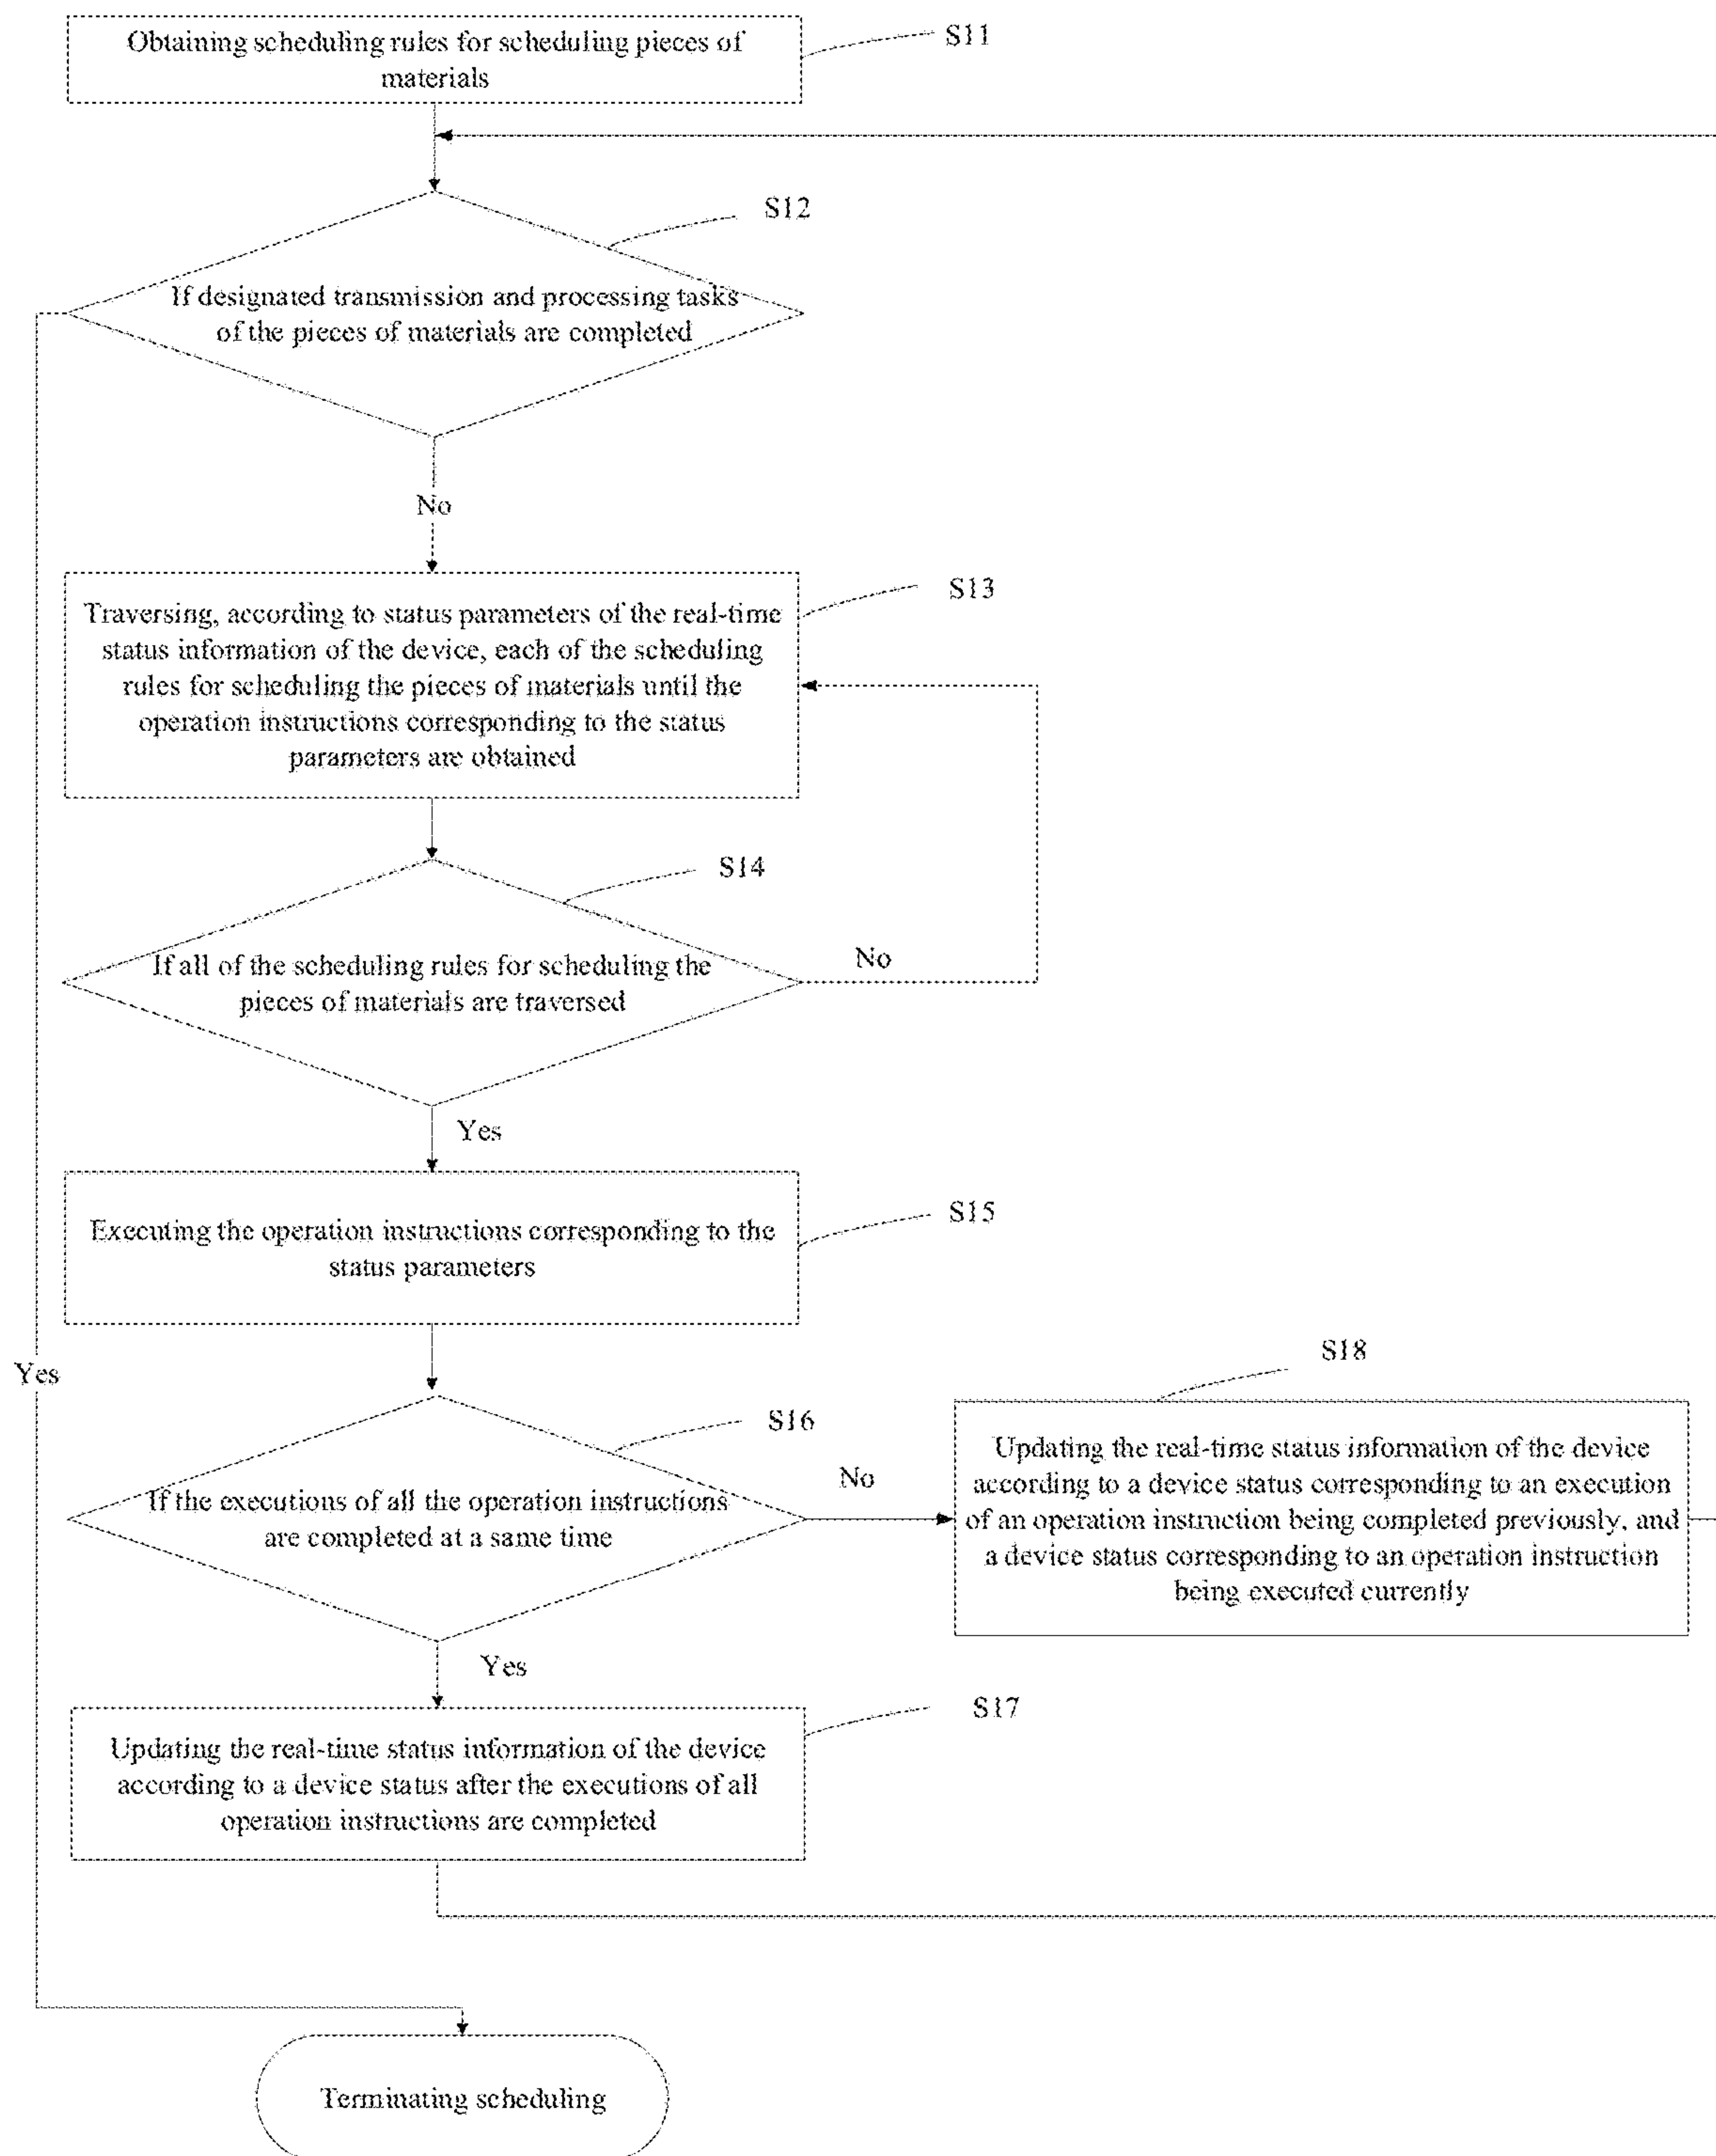 Obtaining scheduling rules for scheduling pieces of
materials
S11
S12
If designated transmission and processing tasks
of the pieces of materials are completed
No
S13
Traversing, according to status parameters of the real-time
status information of the device, each of the scheduling
rules for scheduling the pieces of materials until the
operation instructions corresponding to the status
parameters are obtained
S14
If all of the scheduling rules for scheduling the
pieces of materials are traversed
No
Yes
S15
Executing the operation instructions corresponding to the
status parameters
Yes
S16
If the executions of all the operation instructions
are completed at a same time
No
S18
Updating the real-time status information of the device
according to a device status corresponding to an execution
of an operation instruction being completed previously, and
a device status corresponding to an operation instruction
being executed currently
Yes
S17
Updating the real-time status information of the device
according to a device status after the executions of all
operation instructions are completed
Terminating scheduling